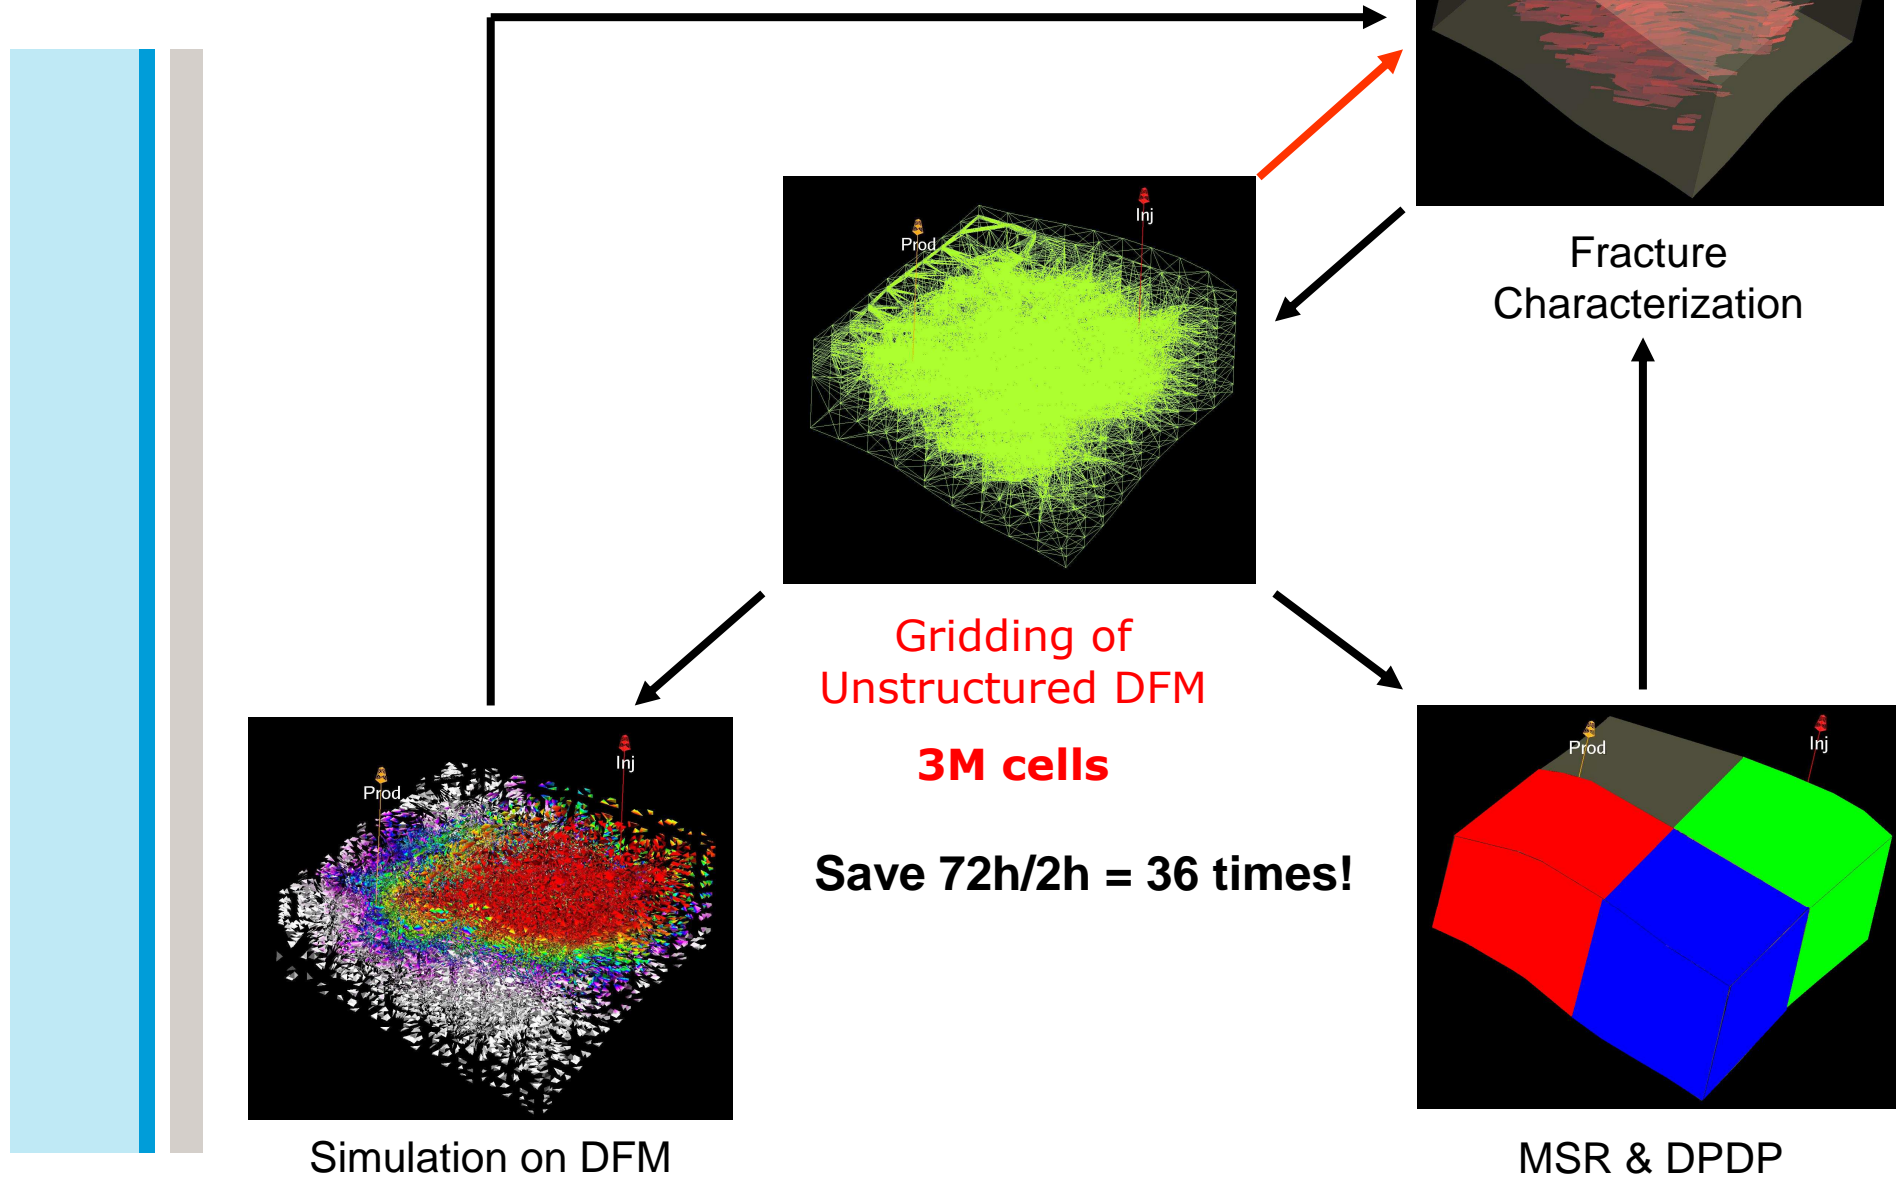 Inj
Prod
Fracture
Characterization
Gridding of
Unstructured DFM
3M cells
Save 72h/2h = 36 times!
Inj
Prod
Simulation on DFM
Prod
Inj
MSR & DPDP